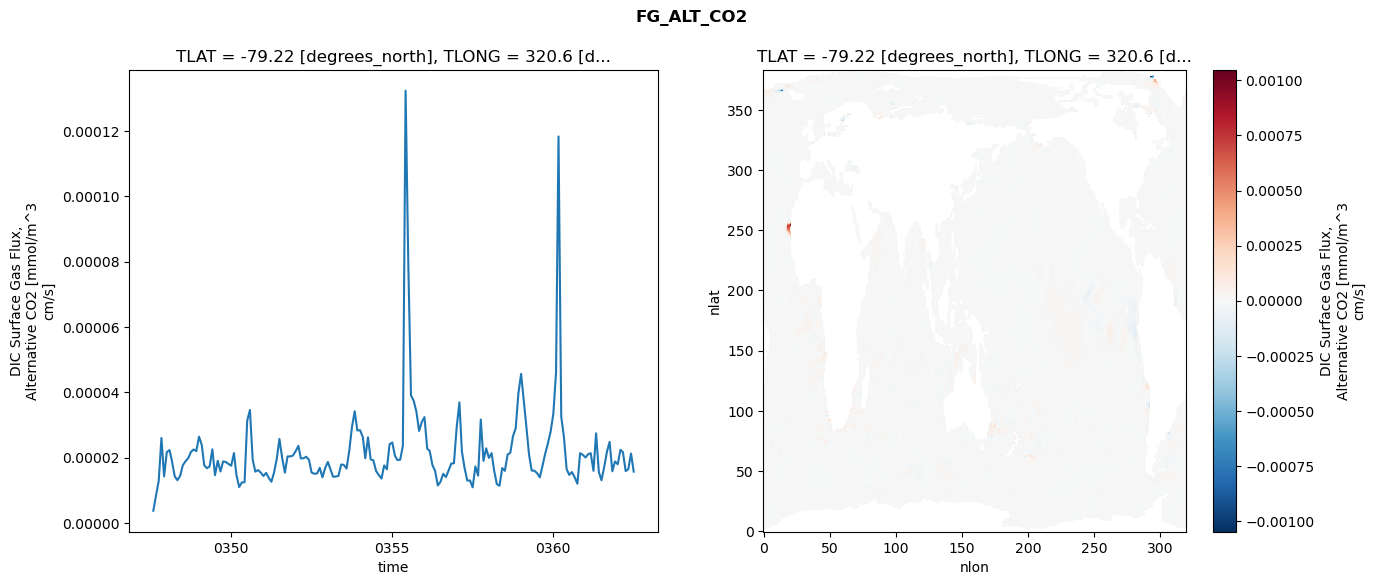 FG_ALT_CO2
TLAT = -79.22 [degrees_north], TLONG = 320.6 [d...
0.00012
0.00010
0.00008
0.00006
0.00004
0.00002
0.00000
DIC Surface Gas Flux,
Alternative CO2 [mmol/m^3
cm/s]
0350
0355
0360
time
TLAT = -79.22 [degrees_north], TLONG = 320.6 [d...
350
300
250
200
150
100
50
0
nlat
0
50
100
150
200
250
300
nlon
0.00100
0.00075
0.00050
0.00025
0.00000
−0.00025
−0.00050
−0.00075
−0.00100
DIC Surface Gas Flux,
Alternative CO2 [mmol/m^3
cm/s]